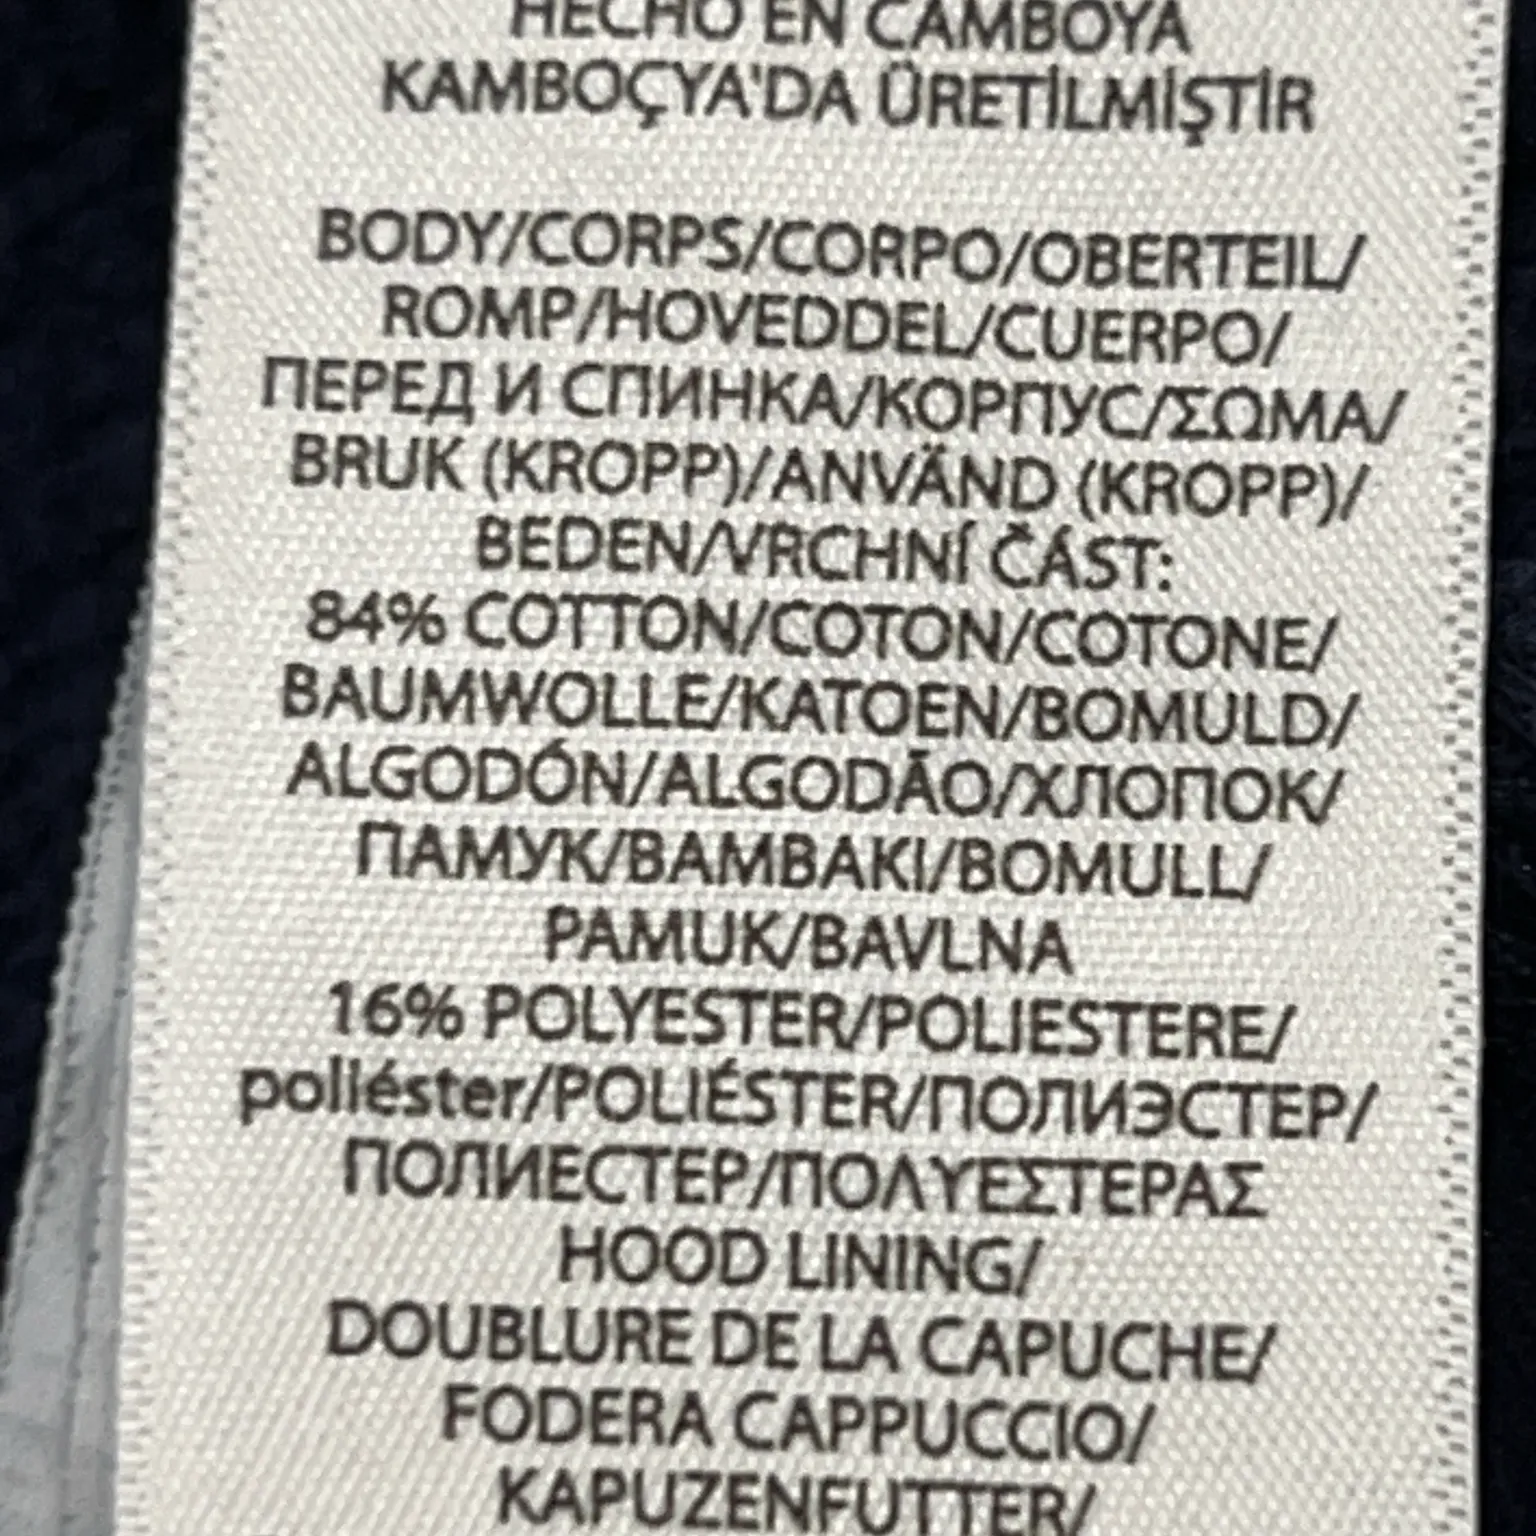 HECHO EN CAMBOYA
KAMBOÇYA'DA ÜRETİLMİŞTİR
BODY/CORPS/CORPO/OBERTEIL/
ROMP/HOVEDDEL/CUERPO/
ПЕРЕД И СПИНКА/КОРПУС/ΣΩΜΑ/
BRUK (KROPP)/ANVÄND (KROPP)/
BEDEN/VRCHNÍ ČÁST:
84% COTTON/COTON/COTONE/
BAUMWOLLE/KATOEN/BOMULD/
ALGODÓN/ALGODÃO/ХЛОПОК/
ПАМУК/ΒΑΜΒΑΚΙ/BOMULL/
PAMUK/BAVLNA
16% POLYESTER/POLIESTERE/
poliéster/POLIÉSTER/ПОЛИЭСТЕР/
ПОЛИЕСТЕР/ΠΟΛΥΕΣΤΕΡΑΣ
HOOD LINING/
DOUBLURE DE LA CAPUCHE/
FODERA CAPPUCCIO/
KAPUZENFUTTER/